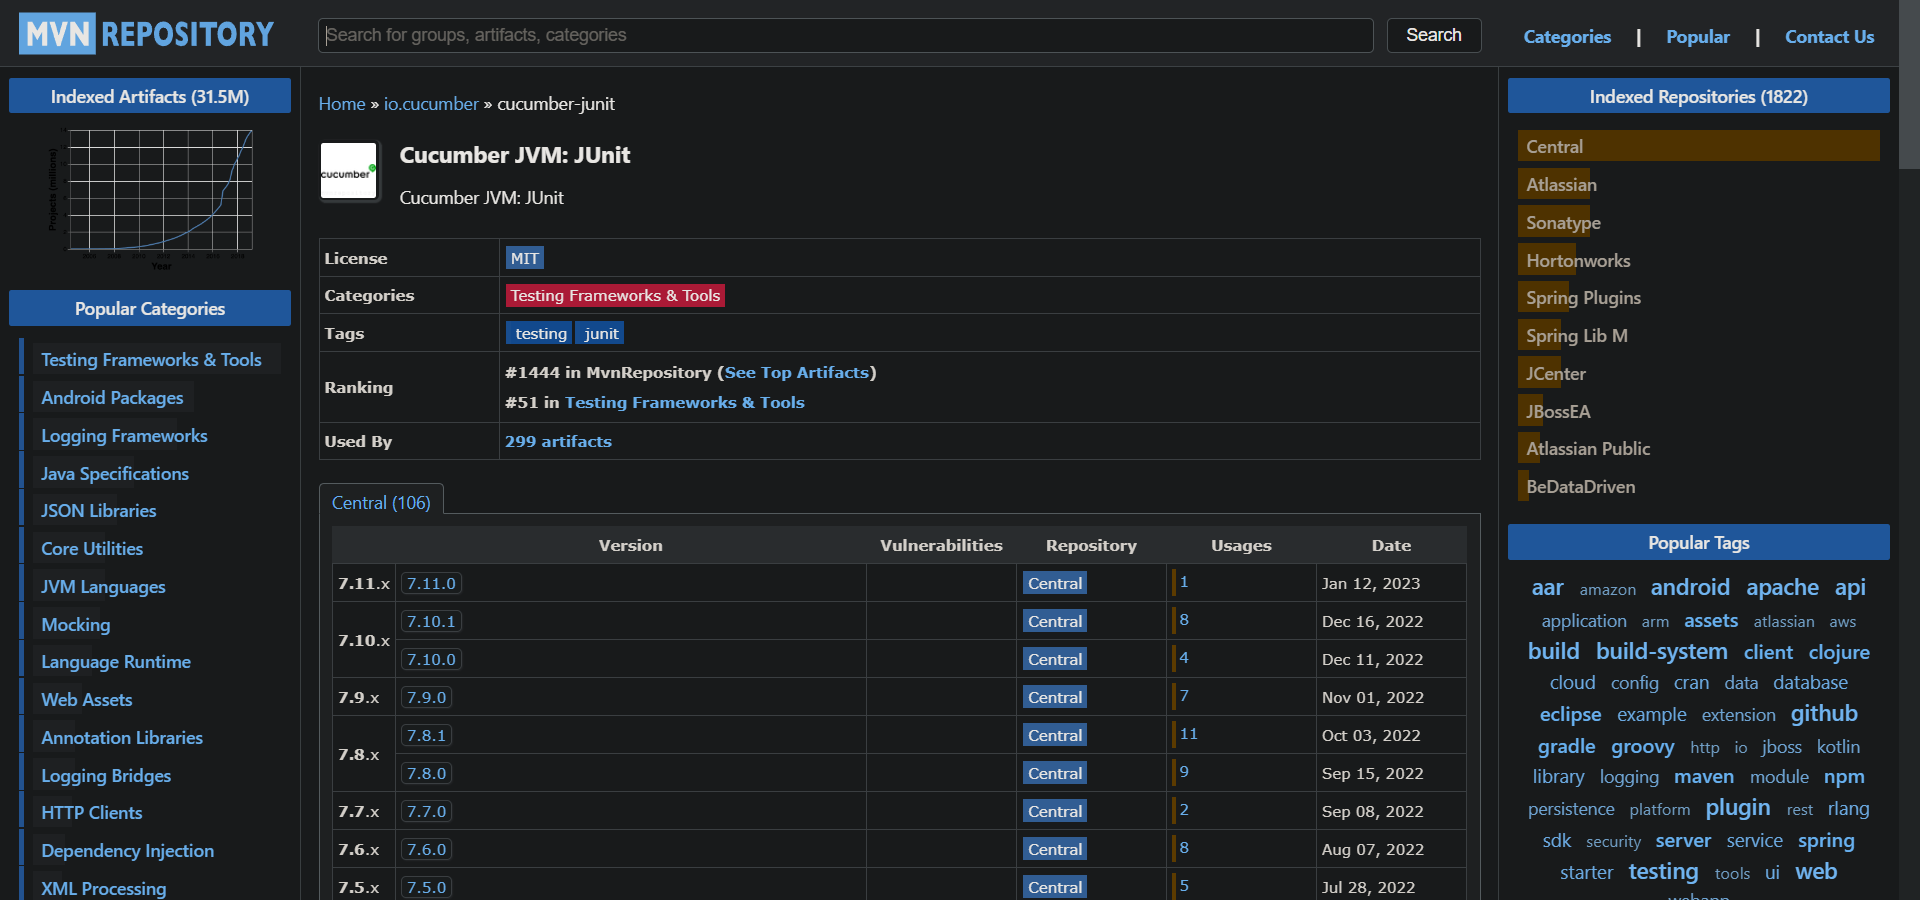 MVN REPOSITORY
Search for groups, artifacts, categories
Search
Categories | Popular | Contact Us
Indexed Artifacts (31.5M)
Projects (millions)
Year
Popular Categories
Testing Frameworks & Tools
Android Packages
Logging Frameworks
Java Specifications
JSON Libraries
Core Utilities
JVM Languages
Mocking
Language Runtime
Web Assets
Annotation Libraries
Logging Bridges
HTTP Clients
Dependency Injection
XML Processing
Home » io.cucumber » cucumber-junit
cucumber
Cucumber JVM: JUnit
Cucumber JVM: JUnit
License MIT
Categories Testing Frameworks & Tools
Tags testing junit
Ranking #1444 in MvnRepository (See Top Artifacts)
#51 in Testing Frameworks & Tools
Used By 299 artifacts
Central (106)
Version Vulnerabilities Repository Usages Date
7.11.x 7.11.0 Central 1 Jan 12, 2023
7.10.x 7.10.1 Central 8 Dec 16, 2022
7.10.0 Central 4 Dec 11, 2022
7.9.x 7.9.0 Central 7 Nov 01, 2022
7.8.x 7.8.1 Central 11 Oct 03, 2022
7.8.0 Central 9 Sep 15, 2022
7.7.x 7.7.0 Central 2 Sep 08, 2022
7.6.x 7.6.0 Central 8 Aug 07, 2022
7.5.x 7.5.0 Central 5 Jul 28, 2022
Indexed Repositories (1822)
Central
Atlassian
Sonatype
Hortonworks
Spring Plugins
Spring Lib M
JCenter
JBossEA
Atlassian Public
BeDataDriven
Popular Tags
aar amazon android apache api
application arm assets atlassian aws
build build-system client clojure
cloud config cran data database
eclipse example extension github
gradle groovy http io jboss kotlin
library logging maven module npm
persistence platform plugin rest rlang
sdk security server service spring
starter testing tools ui web